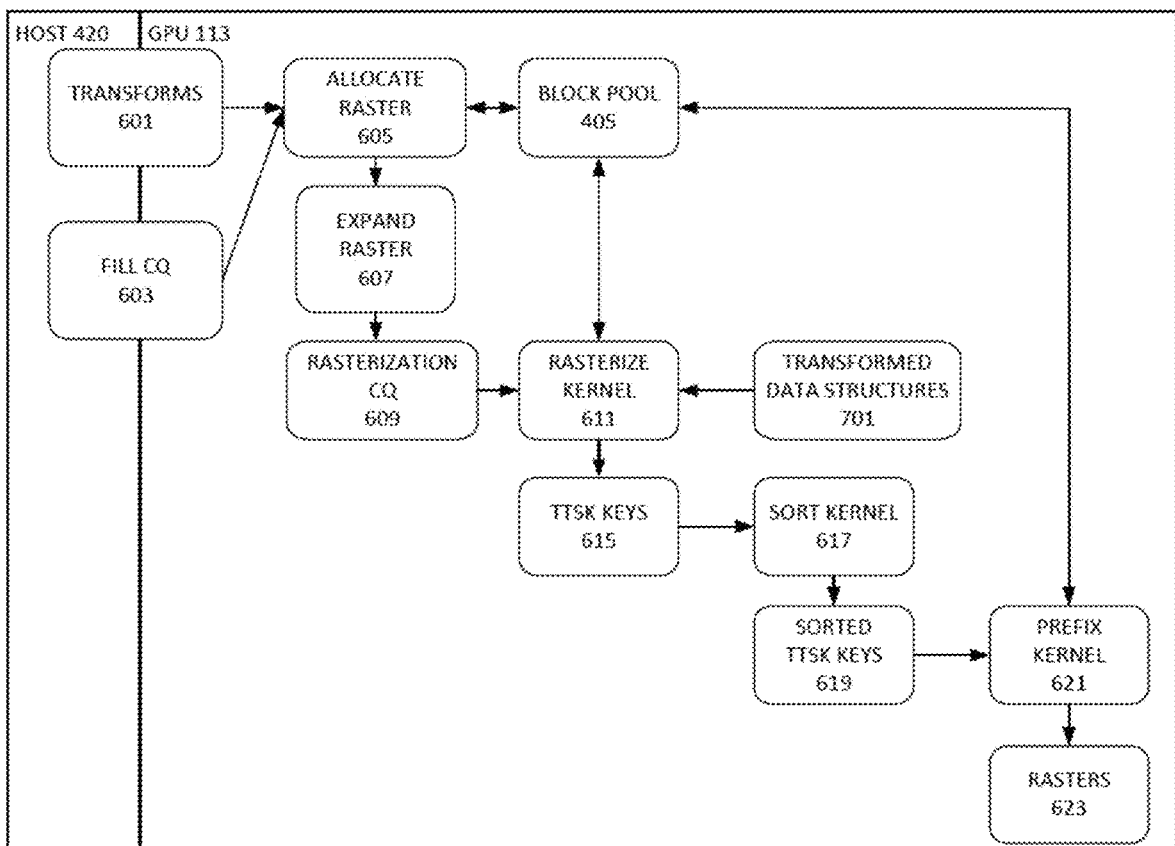 HOST 420
GPU 113
TRANSFORMS
601
ALLOCATE
RASTER
605
BLOCK POOL
405
FILL CQ
603
EXPAND
RASTER
607
RASTERIZATION
CQ
609
RASTERIZE
KERNEL
611
TRANSFORMED
DATA STRUCTURES
701
TTSK KEYS
615
SORT KERNEL
617
SORTED
TTSK KEYS
619
PREFIX
KERNEL
621
RASTERS
623